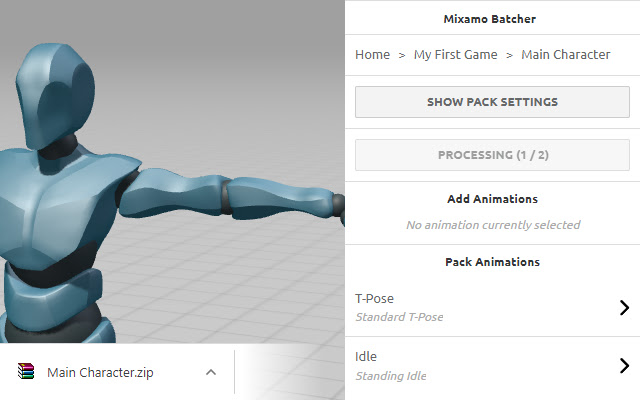 Mixamo Batcher
Home > My First Game > Main Character
SHOW PACK SETTINGS
PROCESSING (1 / 2)
Add Animations
No animation currently selected
Pack Animations
T-Pose
Standard T-Pose
Idle
Standing Idle
Main Character.zip